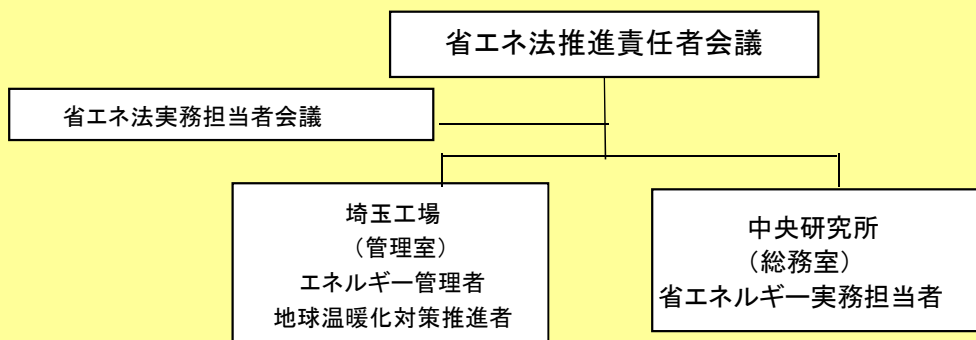 省エネ法推進責任者会議
省エネ法実務担当者会議
埼玉工場
（管理室）
エネルギー管理者
地球温暖化対策推進者
中央研究所
（総務室）
省エネルギー実務担当者